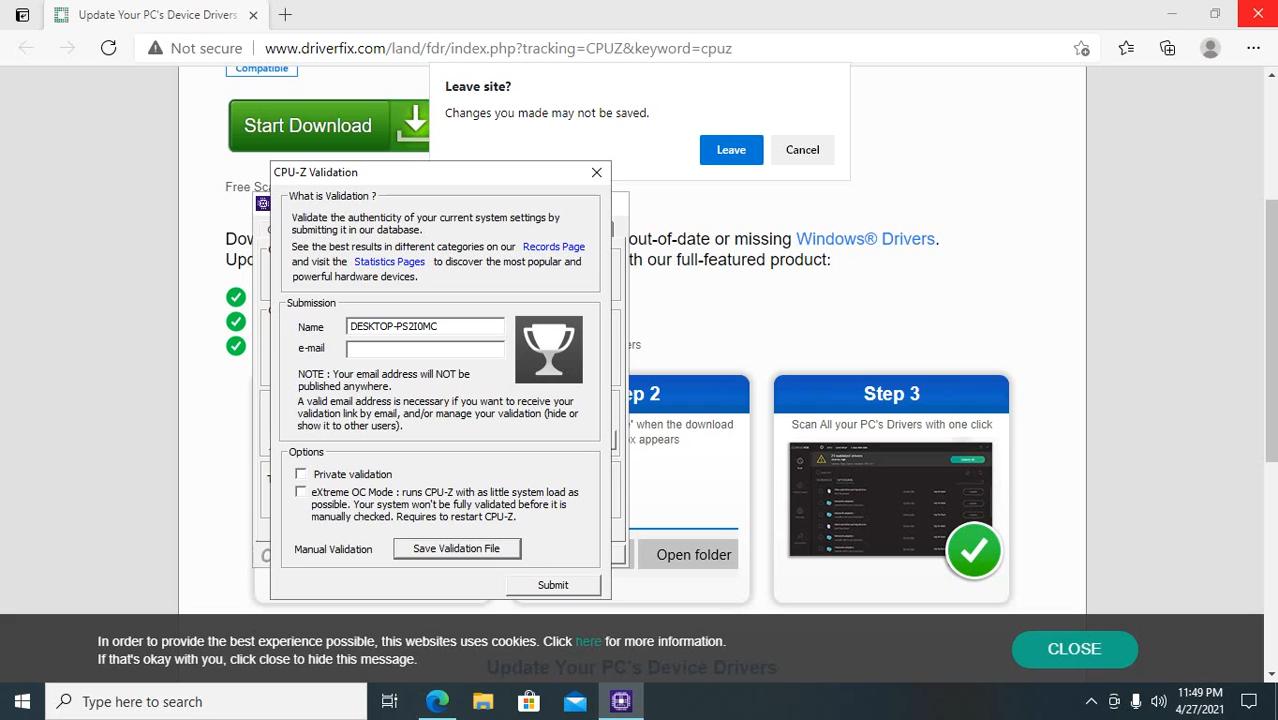 Update Your PC's Device Drivers
Not secure
www.driverfix.com/land/fdr/index.php?tracking=CPUZ&keyword=cpuz
Compatible
Leave site?
Changes you made may not be saved.
Leave
Cancel
Start Download
Free
CPU-Z Validation
What is Validation ?
Validate the authenticity of your current system settings by
submitting it in our database.
See the best results in different categories on our Records Page
and visit the Statistics Pages to discover the most popular and
powerful hardware devices.
out-of-date or missing Windows® Drivers.
with our full-featured product:
Submission
Name
DESKTOP-PS2I0MC
e-mail
NOTE : Your email address will NOT be
published anywhere.
A valid email address is necessary if you want to receive your
validation link by email, and/or manage your validation (hide or
show it to other users).
Options
Private validation
eXtreme OC Mode : runs CPU-Z with as little system load as
possible. Your system won't be fully validated before it is
manually checked. Requires to restart CPU-Z.
Manual Validation
Save Validation File
Submit
ep 2
when the download
appears
Open folder
Step 3
Scan All your PC's Drivers with one click
In order to provide the best experience possible, this websites uses cookies. Click here for more information.
If that's okay with you, click close to hide this message.
CLOSE
Update Your PC's Device Drivers
Type here to search
11:49 PM
4/27/2021